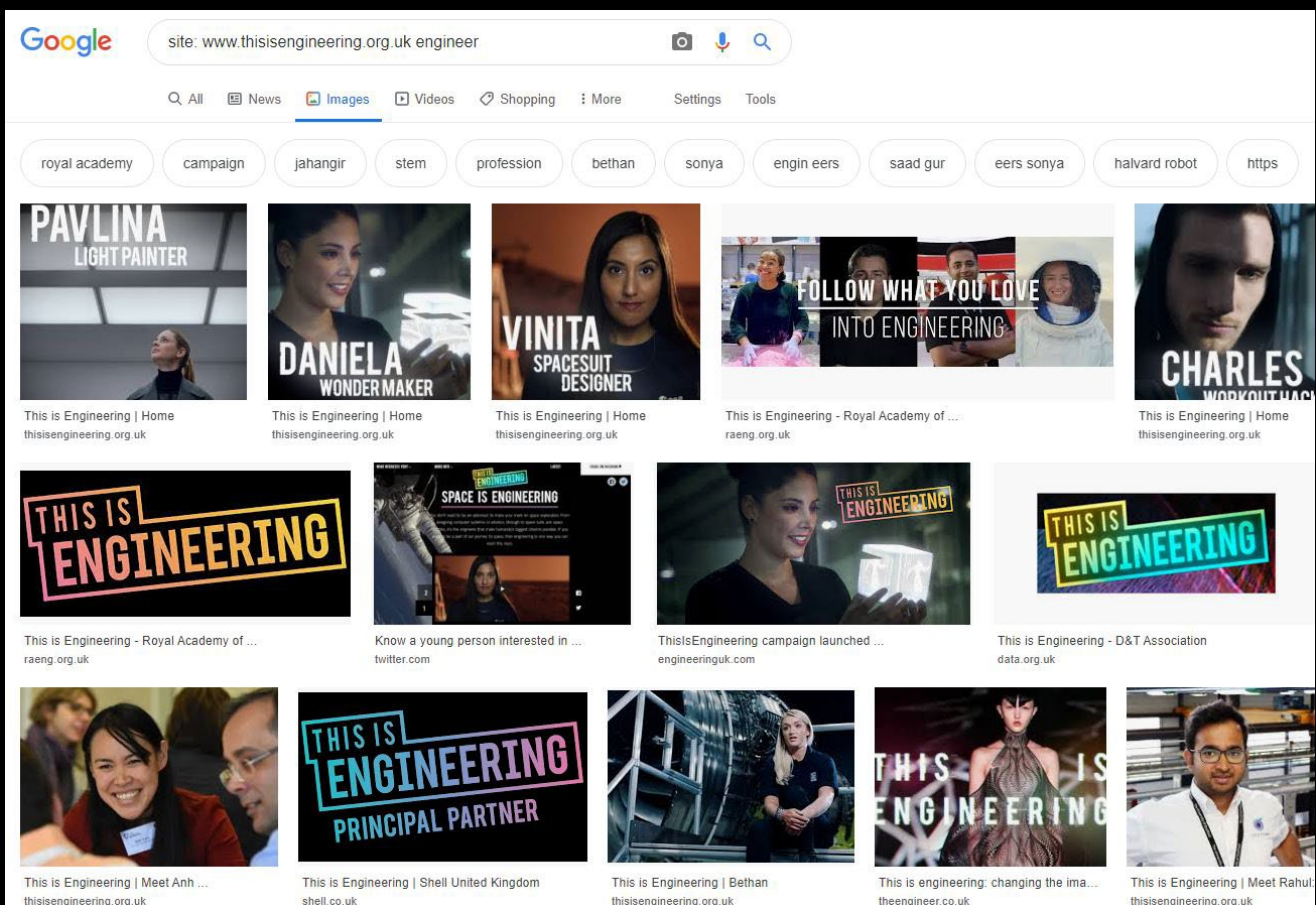 Google
site: www.thisisengineering.org.uk engineer
All News Images Videos Shopping More Settings Tools
royal academy campaign jahangir stem profession bethan sonya engin eers saad gur eers sonya halvard robot https
PAVLINA
LIGHT PAINTER
DANIELA
WONDER MAKER
VINITA
SPACESUIT
DESIGNER
FOLLOW WHAT YOU LOVE
INTO ENGINEERING
CHARLES
WORKOUT HAC
This is Engineering | Home
thisisengineering.org.uk
This is Engineering | Home
thisisengineering.org.uk
This is Engineering | Home
thisisengineering.org.uk
This is Engineering - Royal Academy of ...
raeng.org.uk
This is Engineering | Home
thisisengineering.org.uk
THIS IS
ENGINEERING
THIS IS
ENGINEERING
SPACE IS ENGINEERING
THIS IS
ENGINEERING
THIS IS
ENGINEERING
This is Engineering - Royal Academy of ...
raeng.org.uk
Know a young person interested in ...
twitter.com
ThisIsEngineering campaign launched ...
engineeringuk.com
This is Engineering - D&T Association
data.org.uk
THIS IS
ENGINEERING
PRINCIPAL PARTNER
THIS IS
ENGINEERING
This is Engineering | Meet Anh ...
thisisengineering.org.uk
This is Engineering | Shell United Kingdom
shell.co.uk
This is Engineering | Bethan
thisisengineering.org.uk
This is engineering: changing the ima...
theengineer.co.uk
This is Engineering | Meet Rahul:
thisisengineering.org.uk